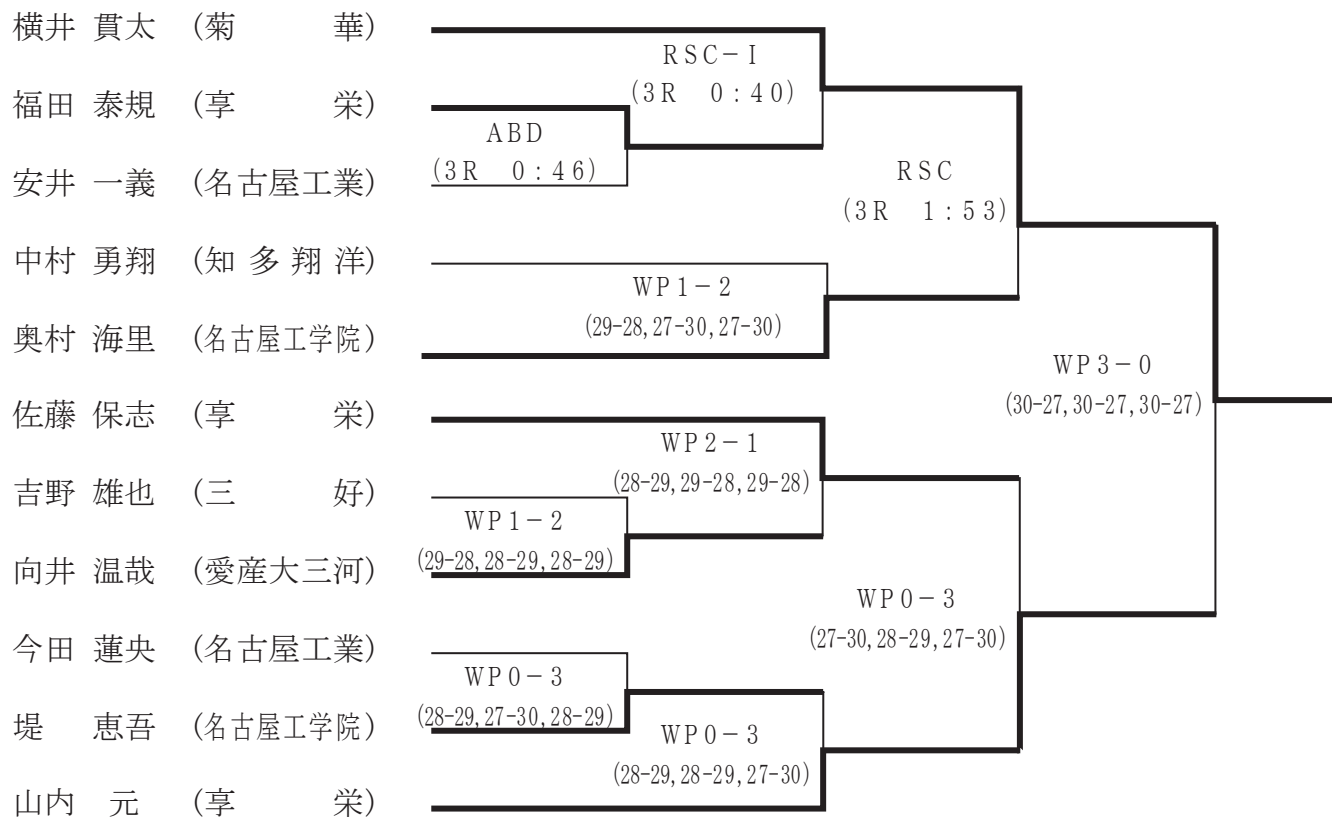 横井 貫太 (菊　　　華)
RSC－I
(3R 0:40)
福田 泰規 (享　　　栄)
ABD
(3R 0:46)
安井 一義 (名古屋工業)
RSC
(3R 1:53)
中村 勇翔 (知多翔洋)
WP1－2
(29-28,27-30,27-30)
奥村 海里 (名古屋工学院)
WP3－0
(30-27,30-27,30-27)
佐藤 保志 (享　　　栄)
WP2－1
(28-29,29-28,29-28)
吉野 雄也 (三　　　好)
WP1－2
(29-28,28-29,28-29)
向井 温哉 (愛産大三河)
WP0－3
(27-30,28-29,27-30)
今田 蓮央 (名古屋工業)
WP0－3
(28-29,27-30,28-29)
堤　恵吾 (名古屋工学院)
WP0－3
(28-29,28-29,27-30)
山内　元 (享　　　栄)